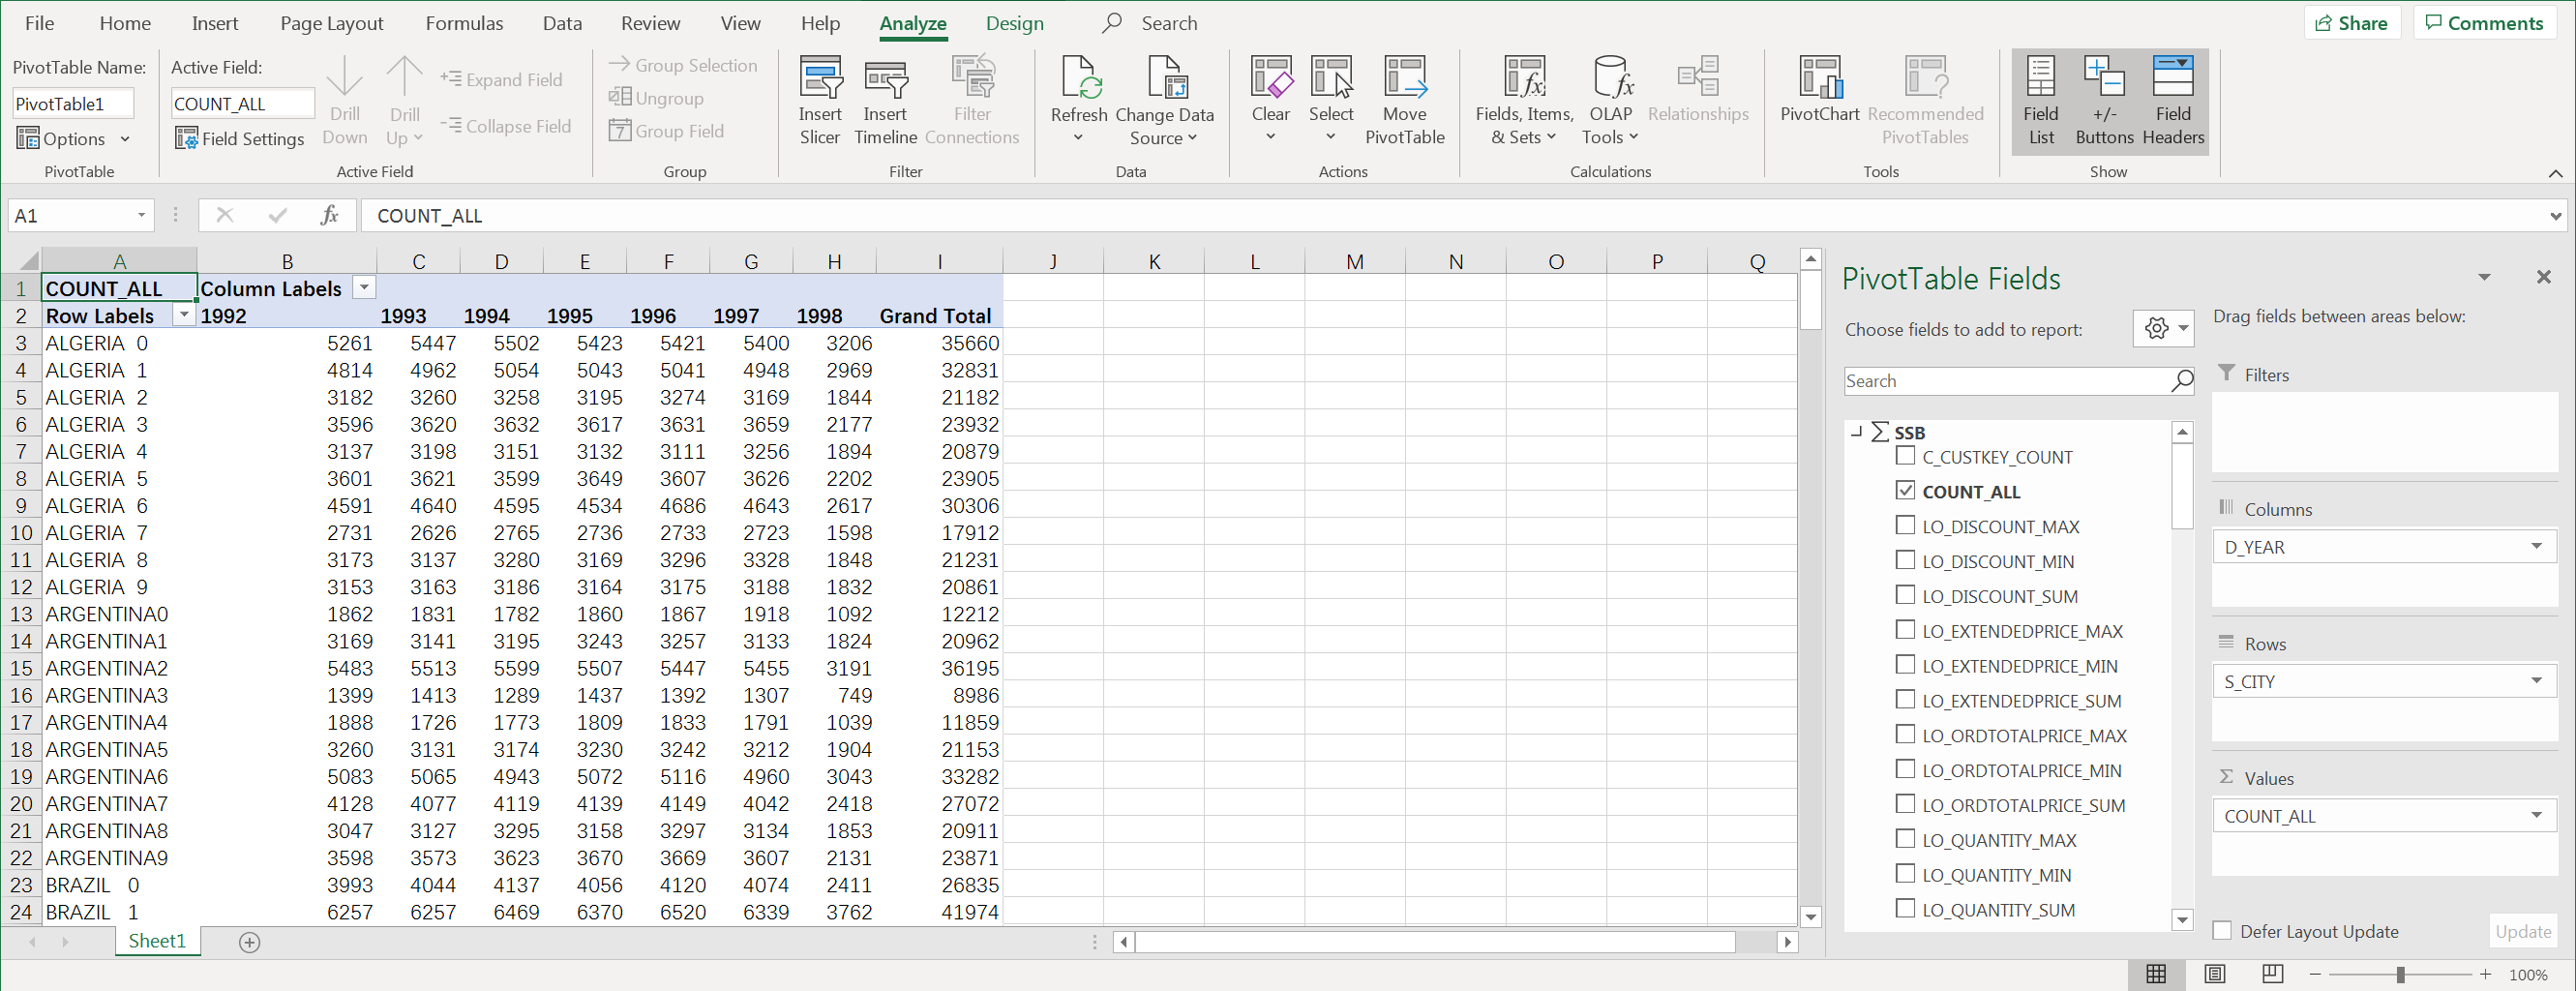 File Home Insert Page Layout Formulas Data Review View Help Analyze Design Search Share Comments
PivotTable Name:
PivotTable1
Options
PivotTable
Active Field:
COUNT_ALL
Field Settings
Drill Down
Drill Up
Expand Field
Collapse Field
Active Field
Group Selection
Ungroup
7 Group Field
Group
Insert Slicer
Insert Timeline
Filter Connections
Filter
Refresh
Change Data Source
Data
Clear
Select
Move PivotTable
Actions
Fields, Items, & Sets
OLAP Tools
Relationships
Calculations
PivotChart
Recommended PivotTables
Tools
Field List
+/- Buttons
Field Headers
Show
A1 fx COUNT_ALL
A B C D E F G H I J K L M N O P Q
1 COUNT_ALL Column Labels
2 Row Labels 1992 1993 1994 1995 1996 1997 1998 Grand Total
3 ALGERIA 0 5261 5447 5502 5423 5421 5400 3206 35660
4 ALGERIA 1 4814 4962 5054 5043 5041 4948 2969 32831
5 ALGERIA 2 3182 3260 3258 3195 3274 3169 1844 21182
6 ALGERIA 3 3596 3620 3632 3617 3631 3659 2177 23932
7 ALGERIA 4 3137 3198 3151 3132 3111 3256 1894 20879
8 ALGERIA 5 3601 3621 3599 3649 3607 3626 2202 23905
9 ALGERIA 6 4591 4640 4595 4534 4686 4643 2617 30306
10 ALGERIA 7 2731 2626 2765 2736 2733 2723 1598 17912
11 ALGERIA 8 3173 3137 3280 3169 3296 3328 1848 21231
12 ALGERIA 9 3153 3163 3186 3164 3175 3188 1832 20861
13 ARGENTINA0 1862 1831 1782 1860 1867 1918 1092 12212
14 ARGENTINA1 3169 3141 3195 3243 3257 3133 1824 20962
15 ARGENTINA2 5483 5513 5599 5507 5447 5455 3191 36195
16 ARGENTINA3 1399 1413 1289 1437 1392 1307 749 8986
17 ARGENTINA4 1888 1726 1773 1809 1833 1791 1039 11859
18 ARGENTINA5 3260 3131 3174 3230 3242 3212 1904 21153
19 ARGENTINA6 5083 5065 4943 5072 5116 4960 3043 33282
20 ARGENTINA7 4128 4077 4119 4139 4149 4042 2418 27072
21 ARGENTINA8 3047 3127 3295 3158 3297 3134 1853 20911
22 ARGENTINA9 3598 3573 3623 3670 3669 3607 2131 23871
23 BRAZIL 0 3993 4044 4137 4056 4120 4074 2411 26835
24 BRAZIL 1 6257 6257 6469 6370 6520 6339 3762 41974
Sheet1
PivotTable Fields
Choose fields to add to report:
Search
Σ SSB
C_CUSTKEY_COUNT
COUNT_ALL
LO_DISCOUNT_MAX
LO_DISCOUNT_MIN
LO_DISCOUNT_SUM
LO_EXTENDEDPRICE_MAX
LO_EXTENDEDPRICE_MIN
LO_EXTENDEDPRICE_SUM
LO_ORDTOTALPRICE_MAX
LO_ORDTOTALPRICE_MIN
LO_ORDTOTALPRICE_SUM
LO_QUANTITY_MAX
LO_QUANTITY_MIN
LO_QUANTITY_SUM
Drag fields between areas below:
Filters
Columns
D_YEAR
Rows
S_CITY
Σ Values
COUNT_ALL
Defer Layout Update Update
100%